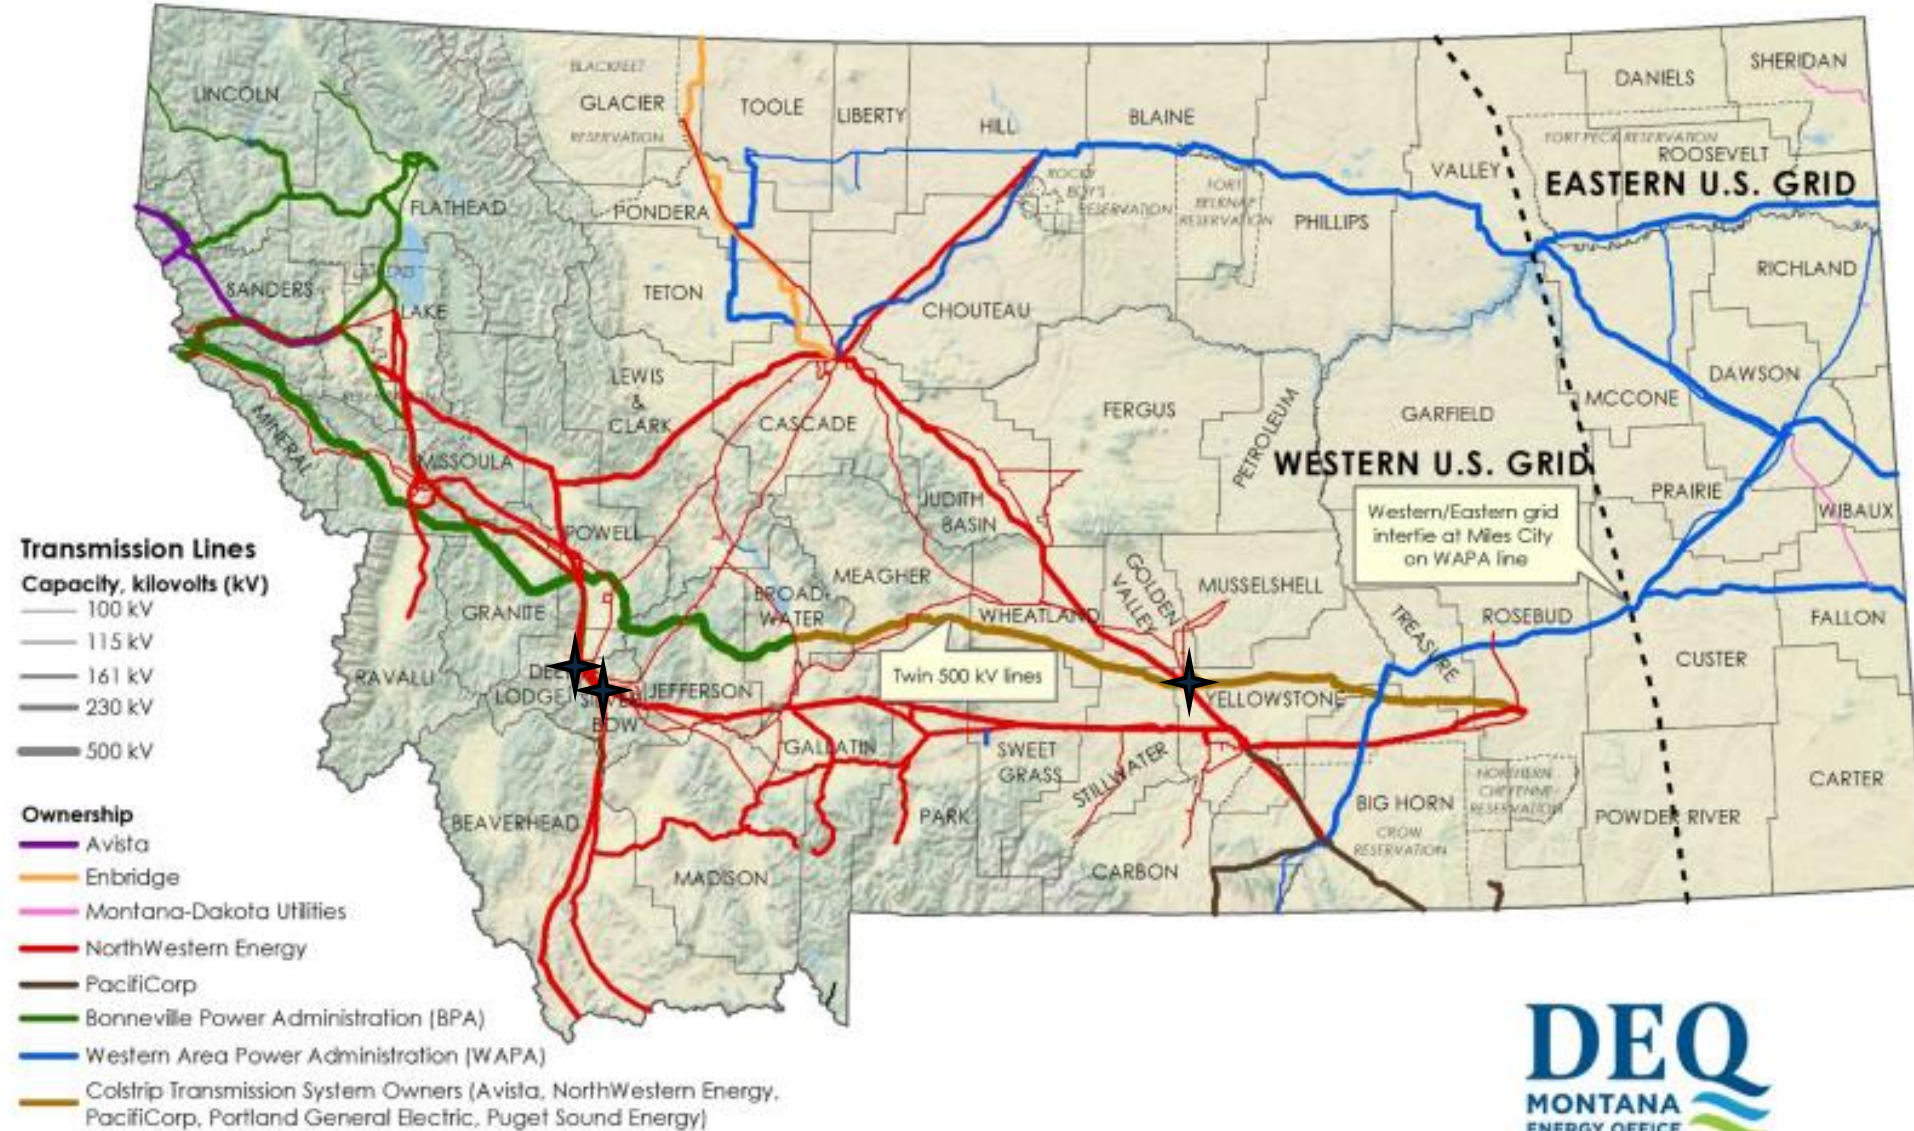 LINCOLN
BLACKFEET
GLACIER
RESERVATION
TOOLE
LIBERTY
HILL
BLAINE
DANIELS
SHERIDAN
FORT PECK RESERVATION
ROOSEVELT
VALLEY
EASTERN U.S. GRID
FLATHEAD
PONDERA
ROCKY
BOY'S
RESERVATION
FORT
BELKNAP
RESERVATION
PHILLIPS
RICHLAND
SANDERS
LAKE
TETON
CHOUTEAU
LEWIS
&
CLARK
CASCADE
FERGUS
PETROLEUM
GARFIELD
MCCONE
DAWSON
MINERAL
MISSOULA
WESTERN U.S. GRID
PRAIRIE
WIBAUX
JUDITH
BASIN
POWELL
Western/Eastern grid
intertie at Miles City
on WAPA line
GRANITE
BROAD-
WATER
MEAGHER
WHEATLAND
GOLDEN
VALLEY
MUSSELSHELL
TREASURE
ROSEBUD
FALLON
CUSTER
RAVALLI
LODGE
BOW
JEFFERSON
Twin 500 kV lines
YELLOWSTONE
GALLATIN
SWEET
GRASS
STILLWATER
BIG HORN
CROW
RESERVATION
NORTHERN
CHEYENNE
RESERVATION
POWDER RIVER
CARTER
BEAVERHEAD
MADISON
PARK
CARBON
Transmission Lines
Capacity, kilovolts (kV)
100 kV
115 kV
161 kV
230 kV
500 kV
Ownership
Avista
Enbridge
Montana-Dakota Utilities
NorthWestern Energy
PacifiCorp
Bonneville Power Administration (BPA)
Western Area Power Administration (WAPA)
Colstrip Transmission System Owners (Avista, NorthWestern Energy,
PacifiCorp, Portland General Electric, Puget Sound Energy)
DEQ
MONTANA
ENERGY OFFICE